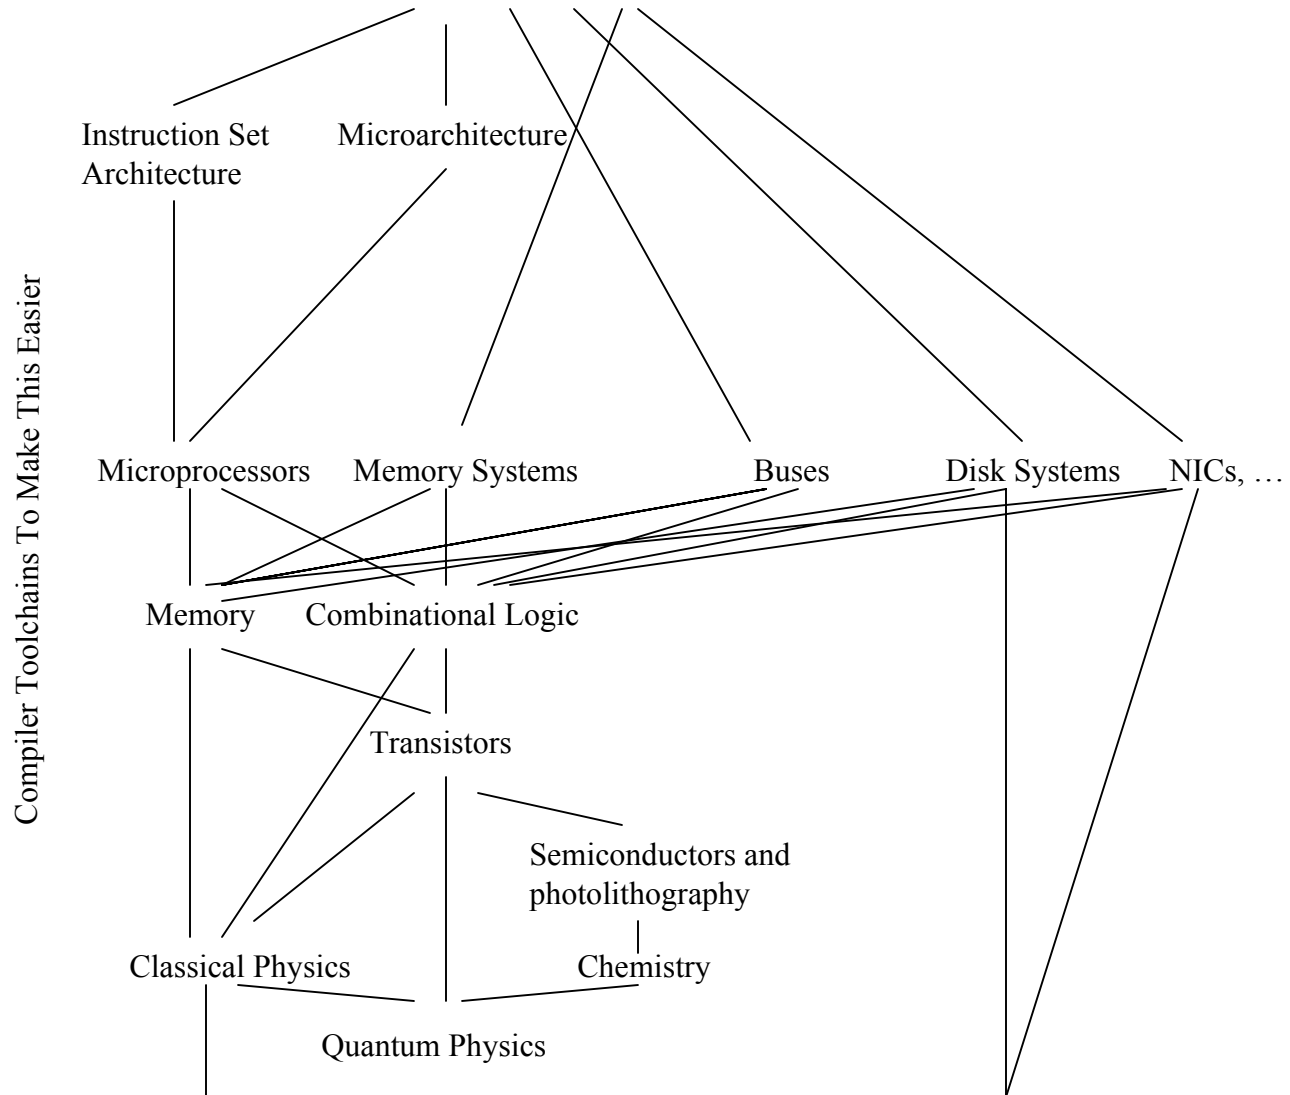 Instruction Set
Architecture
Microarchitecture
Compiler Toolchains To Make This Easier
Microprocessors
Memory Systems
Buses
Disk Systems
NICs, …
Memory
Combinational Logic
Transistors
Semiconductors and
photolithography
Classical Physics
Chemistry
Quantum Physics